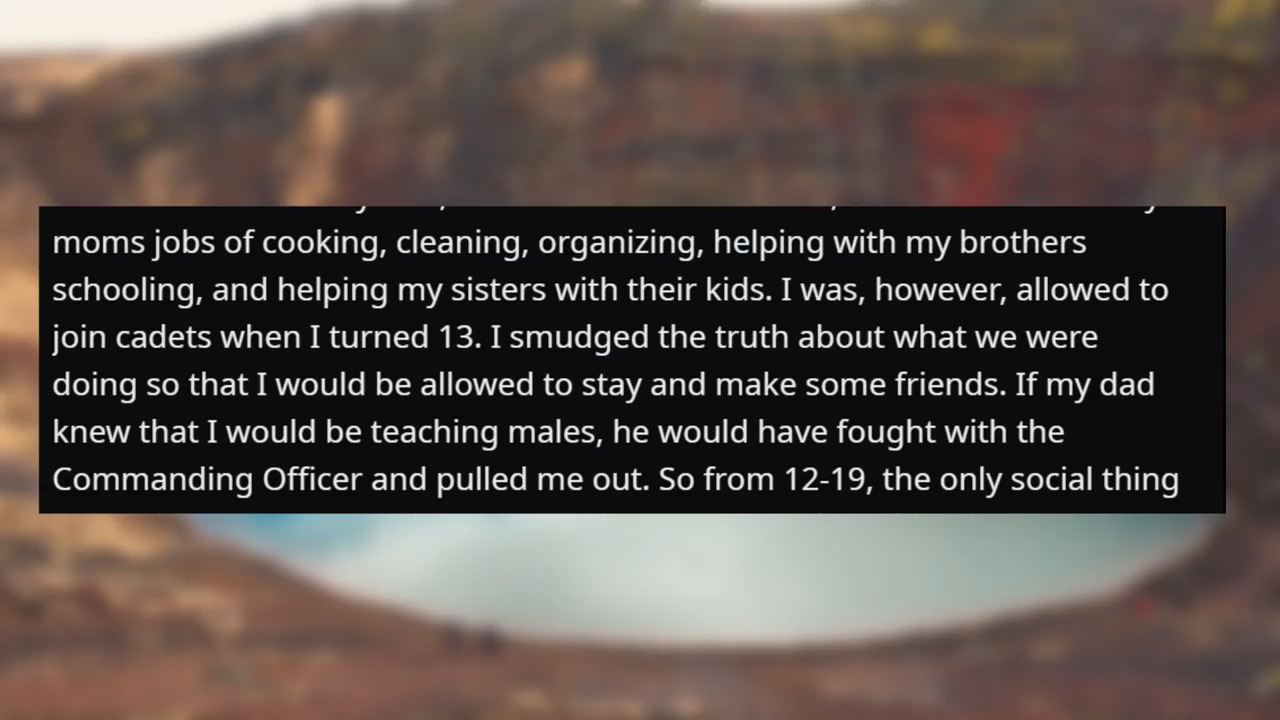 moms jobs of cooking, cleaning, organizing, helping with my brothers
schooling, and helping my sisters with their kids. I was, however, allowed to
join cadets when I turned 13. I smudged the truth about what we were
doing so that I would be allowed to stay and make some friends. If my dad
knew that I would be teaching males, he would have fought with the
Commanding Officer and pulled me out. So from 12-19, the only social thing